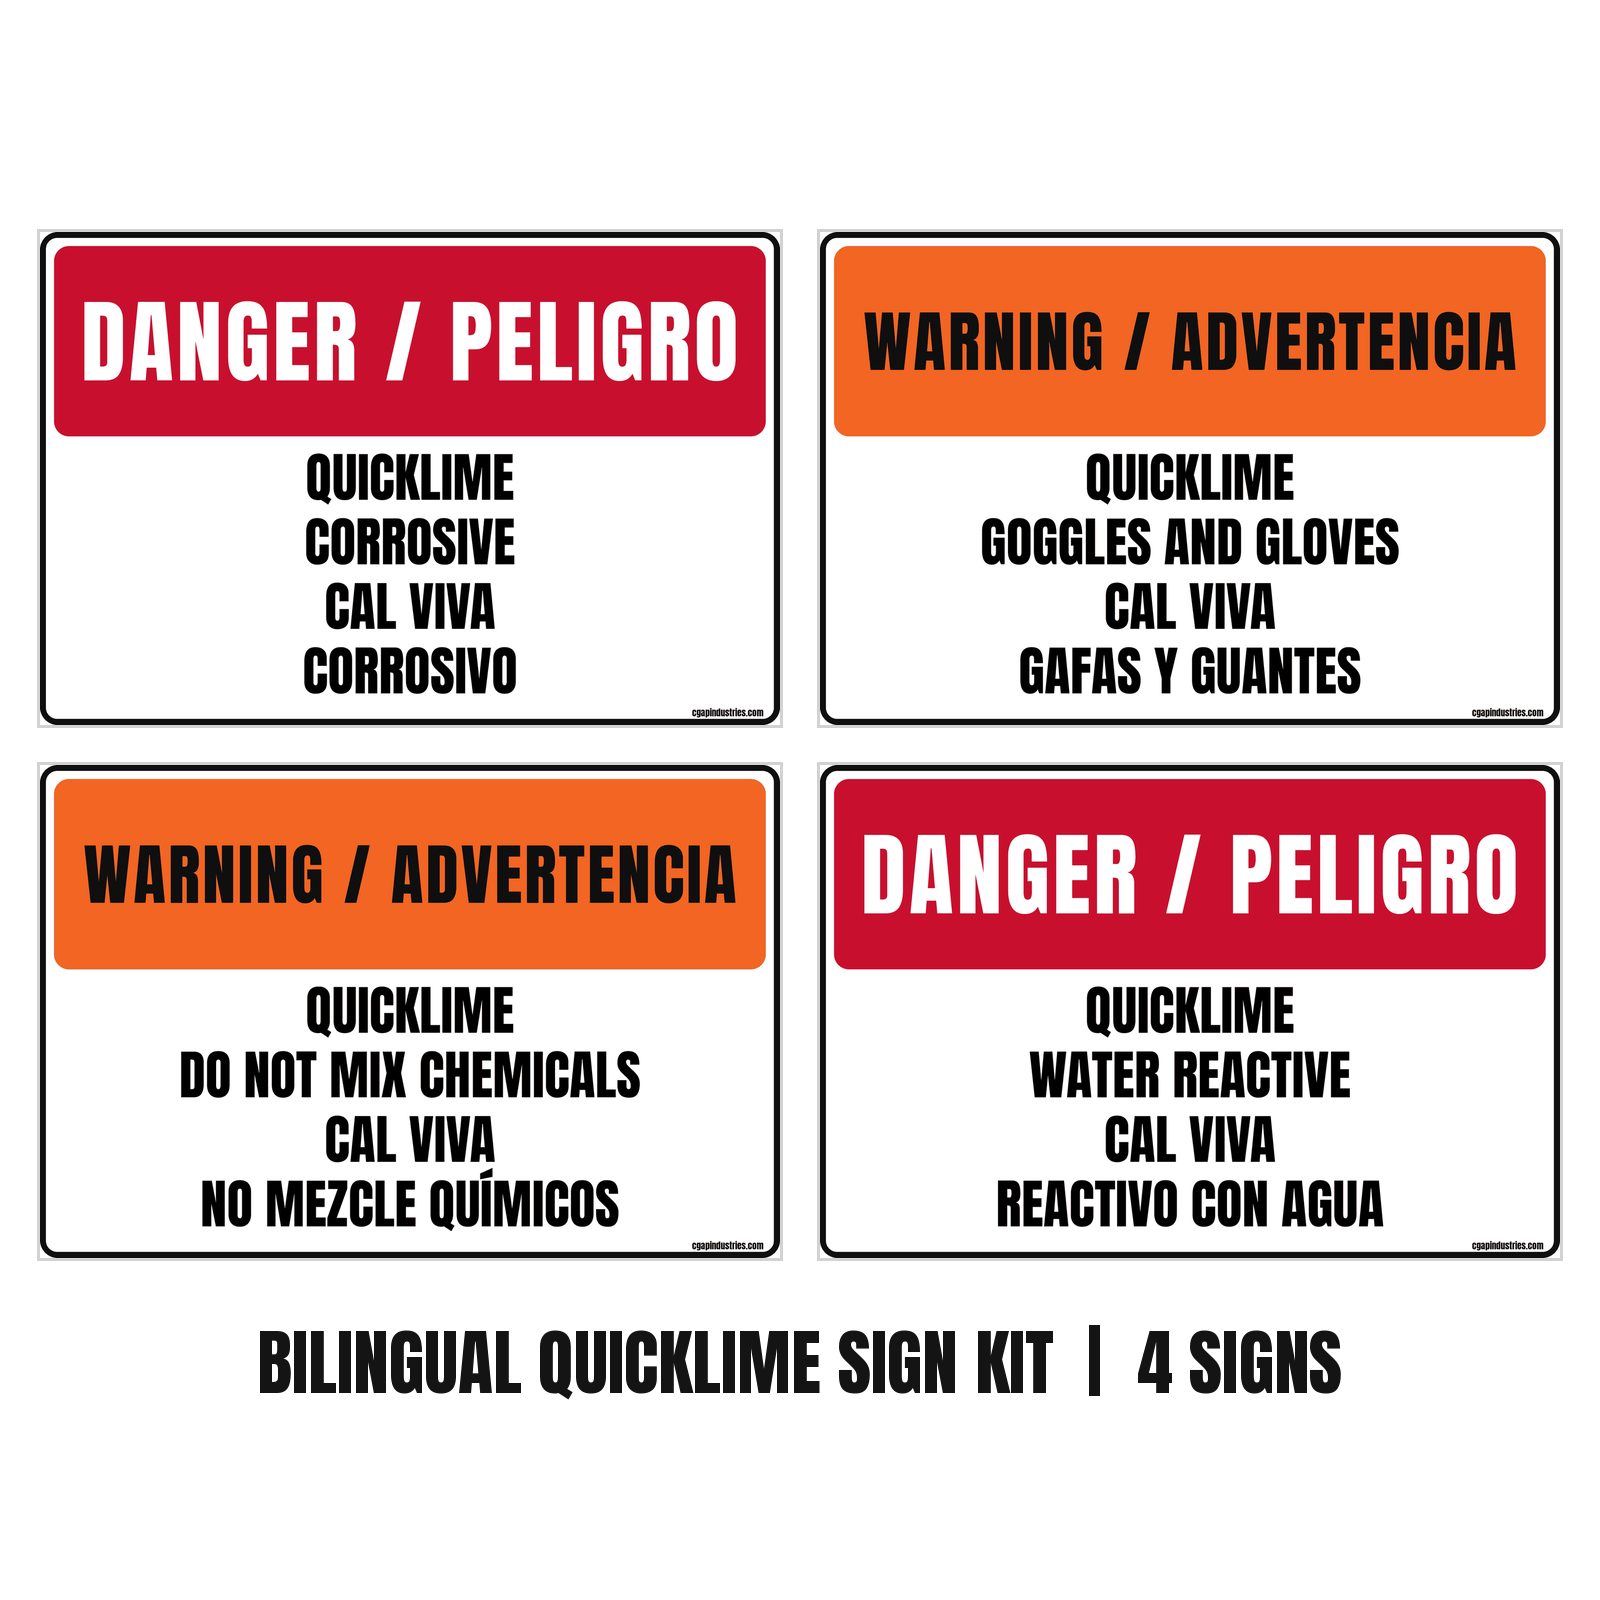 DANGER / PELIGRO
QUICKLIME
CORROSIVE
CAL VIVA
CORROSIVO
cgapindustries.com
WARNING / ADVERTENCIA
QUICKLIME
GOGGLES AND GLOVES
CAL VIVA
GAFAS Y GUANTES
cgapindustries.com
WARNING / ADVERTENCIA
QUICKLIME
DO NOT MIX CHEMICALS
CAL VIVA
NO MEZCLE QUÍMICOS
cgapindustries.com
DANGER / PELIGRO
QUICKLIME
WATER REACTIVE
CAL VIVA
REACTIVO CON AGUA
cgapindustries.com
BILINGUAL QUICKLIME SIGN KIT | 4 SIGNS